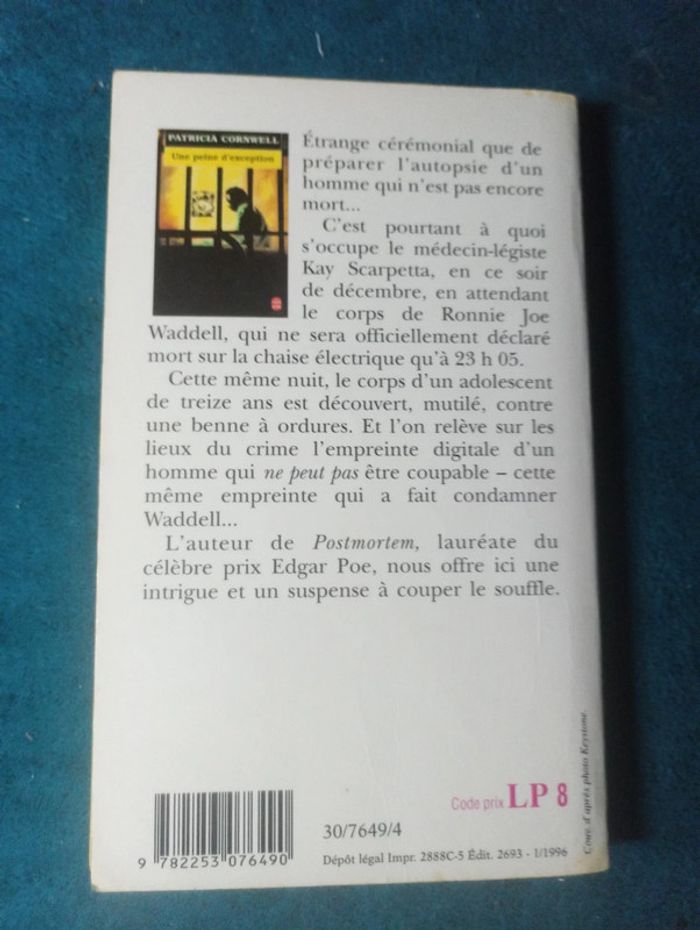 PATRICIA CORNWELL
Une peine d'exception
Étrange cérémonial que de
préparer l'autopsie d'un
homme qui n'est pas encore
mort...
C'est pourtant à quoi
s'occupe le médecin-légiste
Kay Scarpetta, en ce soir
de décembre, en attendant
le corps de Ronnie Joe
Waddell, qui ne sera officiellement déclaré
mort sur la chaise électrique qu'à 23 h 05.
Cette même nuit, le corps d'un adolescent
de treize ans est découvert, mutilé, contre
une benne à ordures. Et l'on relève sur les
lieux du crime l'empreinte digitale d'un
homme qui ne peut pas être coupable – cette
même empreinte qui a fait condamner
Waddell...
L'auteur de Postmortem, lauréate du
célèbre prix Edgar Poe, nous offre ici une
intrigue et un suspense à couper le souffle.
Couv. d'après photo Keystone.
Code prix LP 8
30/7649/4
9 782253 076490
Dépôt légal Impr. 2888C-5 Édit. 2693 - 1/1996